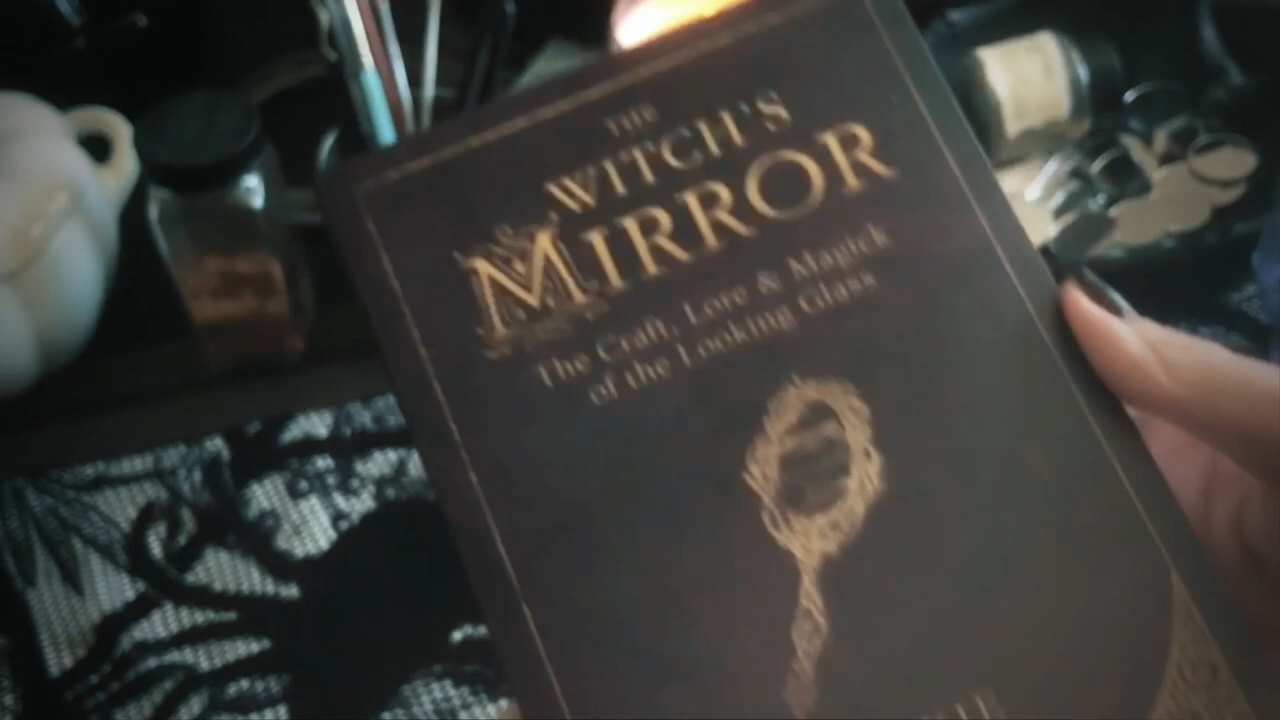 THE
WITCH'S
MIRROR
The Craft, Lore & Magick
of the Looking Glass